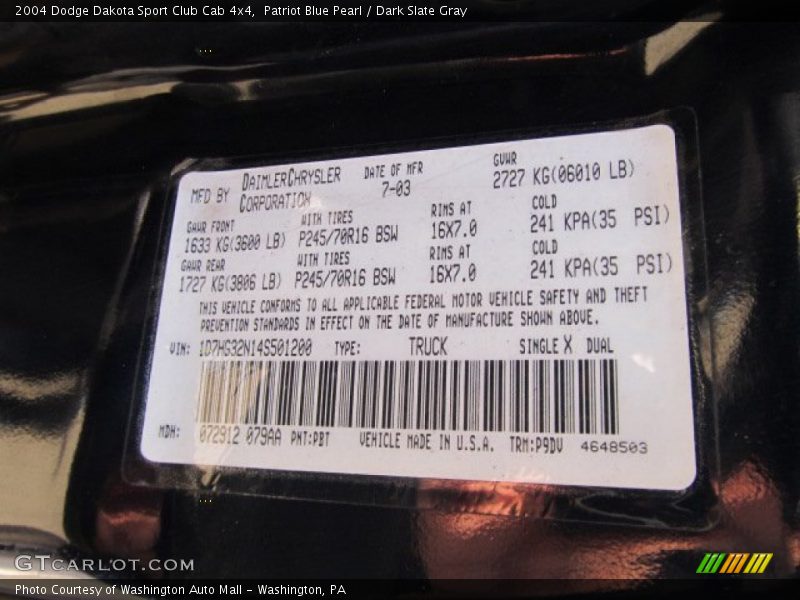 2004 Dodge Dakota Sport Club Cab 4x4,  Patriot Blue Pearl / Dark Slate Gray
MFD BY DAIMLERCHRYSLER CORPORATION DATE OF MFR 7-03 GVWR 2727 KG(06010 LB)
GAWR FRONT WITH TIRES RIMS AT COLD
1633 KG(3600 LB) P245/70R16 BSW 16X7.0 241 KPA(35 PSI)
GAWR REAR WITH TIRES RIMS AT COLD
1727 KG(3806 LB) P245/70R16 BSW 16X7.0 241 KPA(35 PSI)
THIS VEHICLE CONFORMS TO ALL APPLICABLE FEDERAL MOTOR VEHICLE SAFETY AND THEFT
PREVENTION STANDARDS IN EFFECT ON THE DATE OF MANUFACTURE SHOWN ABOVE.
VIN: 1D7HG32N14S501200 TYPE: TRUCK SINGLE X DUAL
MDH: 072912 079AA PNT:PBT VEHICLE MADE IN U.S.A. TRM:P9DV 4648503
GTCARLOT.COM
Photo Courtesy of Washington Auto Mall - Washington, PA